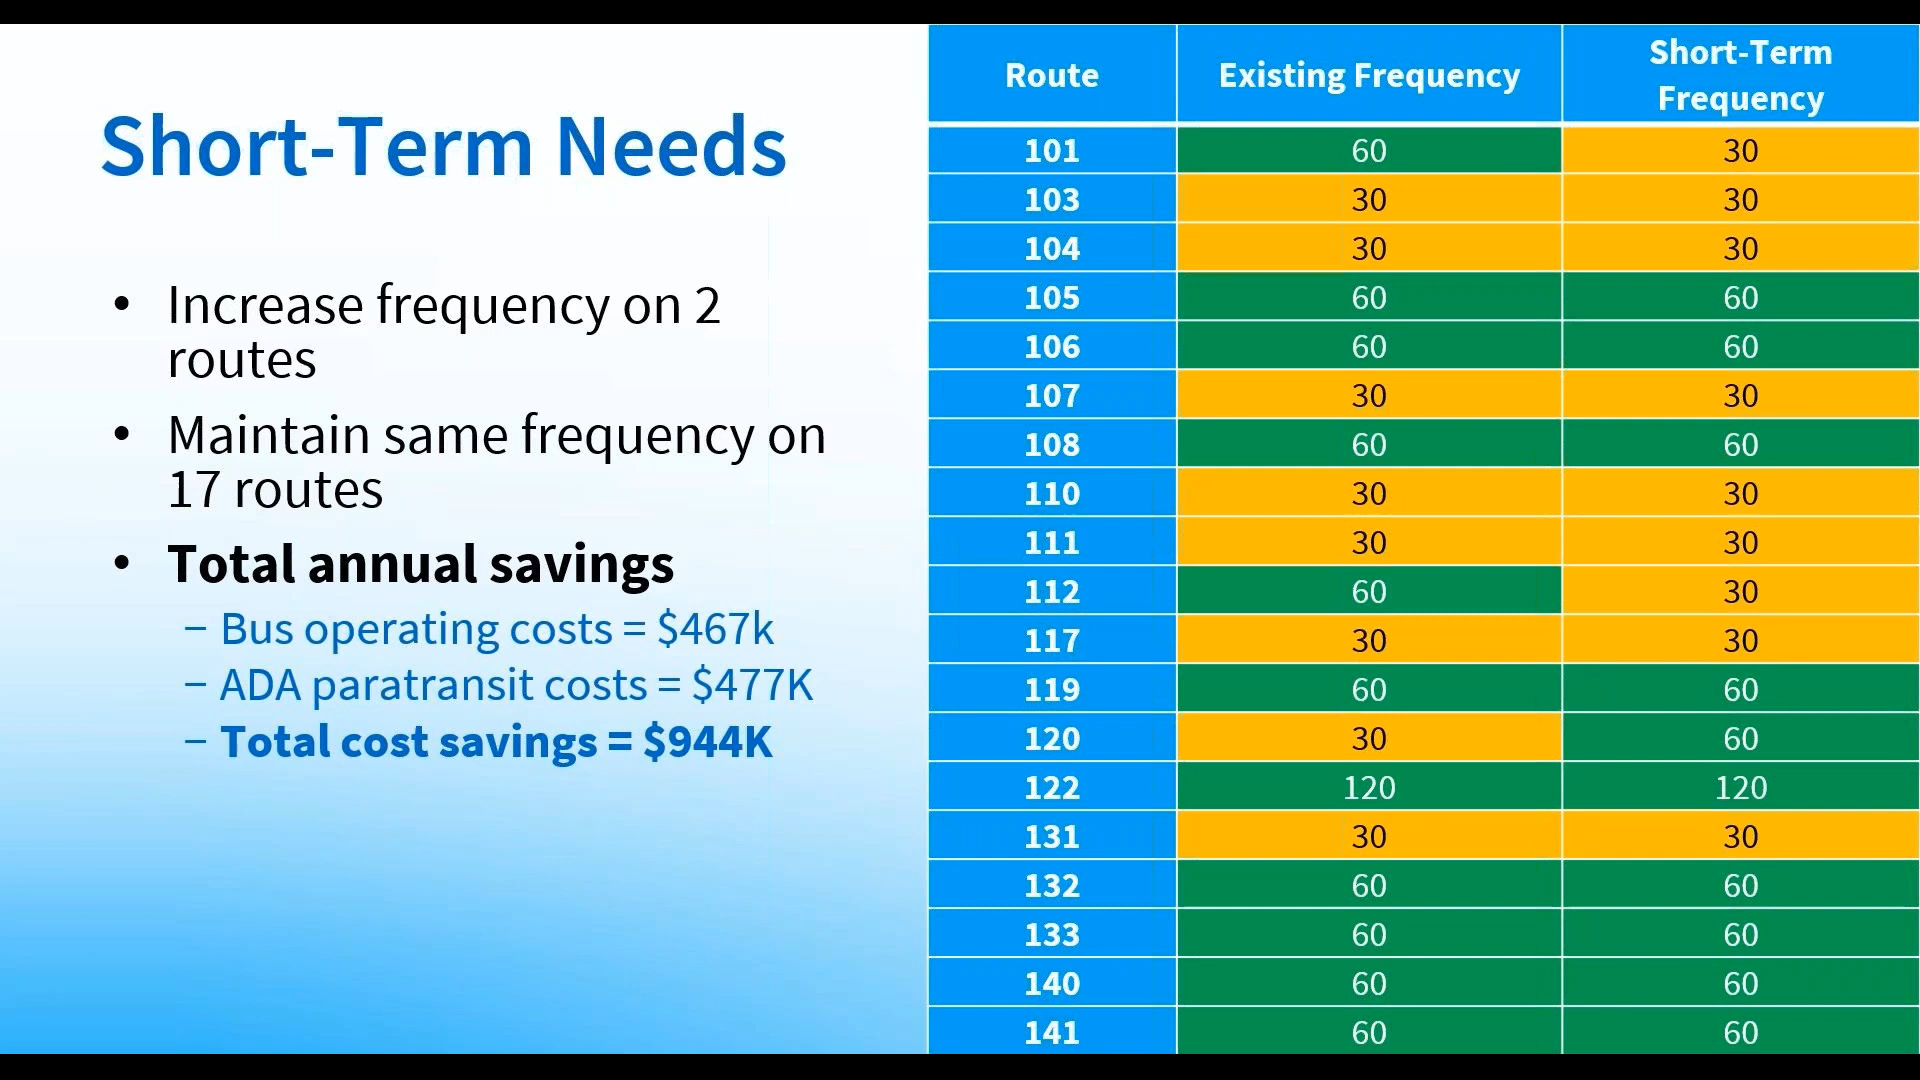 Short-Term Needs
• Increase frequency on 2
routes
• Maintain same frequency on
17 routes
• Total annual savings
– Bus operating costs = $467k
– ADA paratransit costs = $477K
– Total cost savings = $944K
Route Existing Frequency Short-Term Frequency
101 60 30
103 30 30
104 30 30
105 60 60
106 60 60
107 30 30
108 60 60
110 30 30
111 30 30
112 60 30
117 30 30
119 60 60
120 30 60
122 120 120
131 30 30
132 60 60
133 60 60
140 60 60
141 60 60